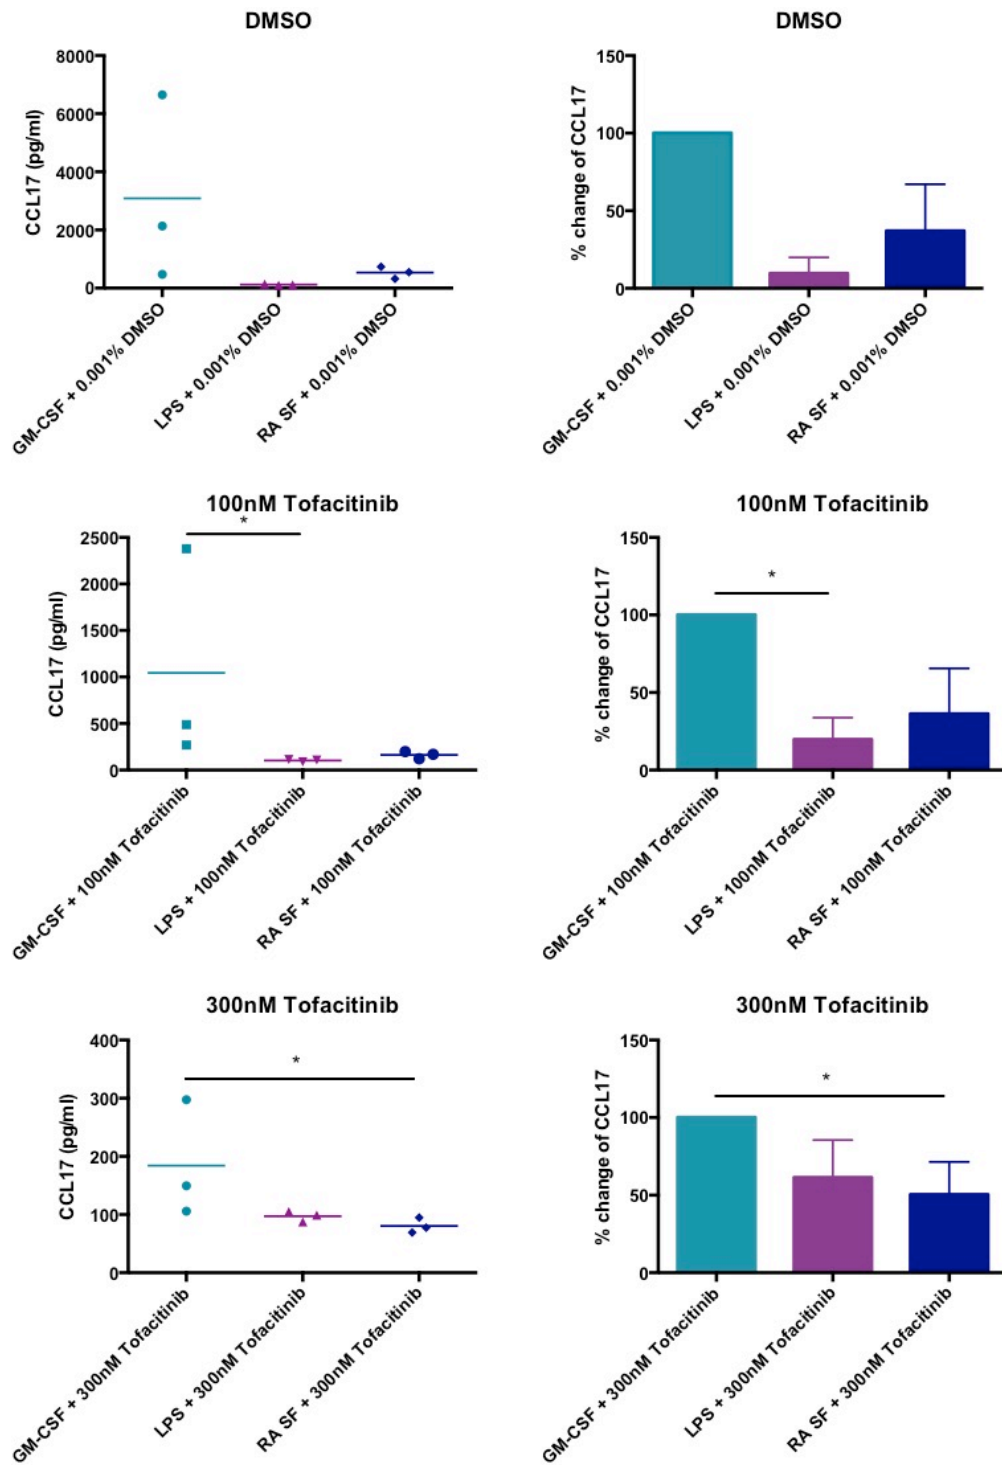 DMSO
8000
6000
4000
2000
0
CCL17 (pg/ml)
GM-CSF + 0.001% DMSO
LPS + 0.001% DMSO
RA SF + 0.001% DMSO
DMSO
150
100
50
0
% change of CCL17
GM-CSF + 0.001% DMSO
LPS + 0.001% DMSO
RA SF + 0.001% DMSO
100nM Tofacitinib
*
2500
2000
1500
1000
500
0
CCL17 (pg/ml)
GM-CSF + 100nM Tofacitinib
LPS + 100nM Tofacitinib
RA SF + 100nM Tofacitinib
100nM Tofacitinib
*
150
100
50
0
% change of CCL17
GM-CSF + 100nM Tofacitinib
LPS + 100nM Tofacitinib
RA SF + 100nM Tofacitinib
300nM Tofacitinib
*
400
300
200
100
0
CCL17 (pg/ml)
GM-CSF + 300nM Tofacitinib
LPS + 300nM Tofacitinib
RA SF + 300nM Tofacitinib
300nM Tofacitinib
*
150
100
50
0
% change of CCL17
GM-CSF + 300nM Tofacitinib
LPS + 300nM Tofacitinib
RA SF + 300nM Tofacitinib